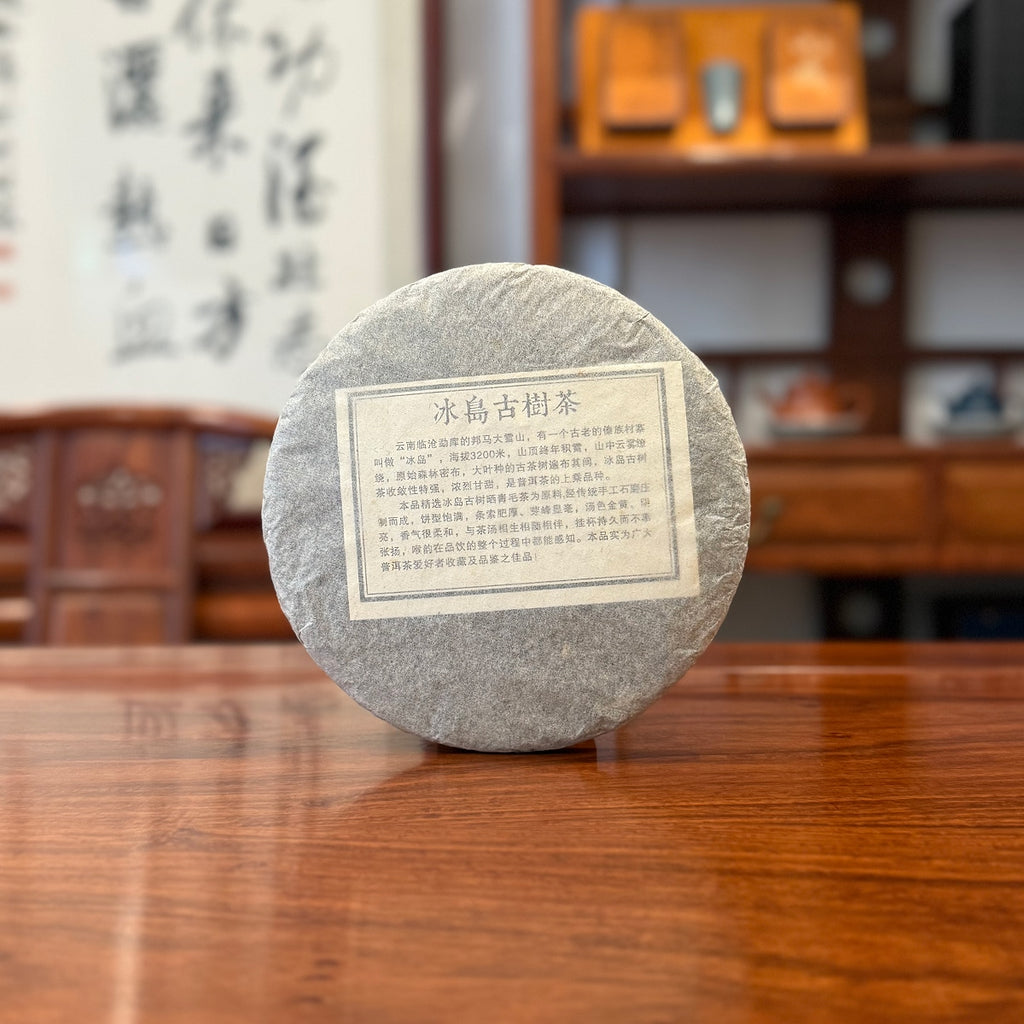 冰島古樹茶
云南临沧勐库的邦马大雪山，有一个古老的傣族村寨
叫做“冰岛”，海拔3200米，山顶终年积雪，山中云雾缭
绕，原始森林密布，大叶种的古茶树遍布其间，冰岛古树
茶收敛性特强，浓烈甘甜，是普洱茶的上乘品种。
本品精选冰岛古树晒青毛茶为原料,经传统手工石磨压
制而成，饼型饱满，条索肥厚、芽峰显毫，汤色金黄、
亮，香气很柔和，与茶汤相生相随相伴，挂杯持久而不事
张扬，喉韵在品饮的整个过程中都能感知。本品实为广大
普洱茶爱好者收藏及品鉴之佳品！